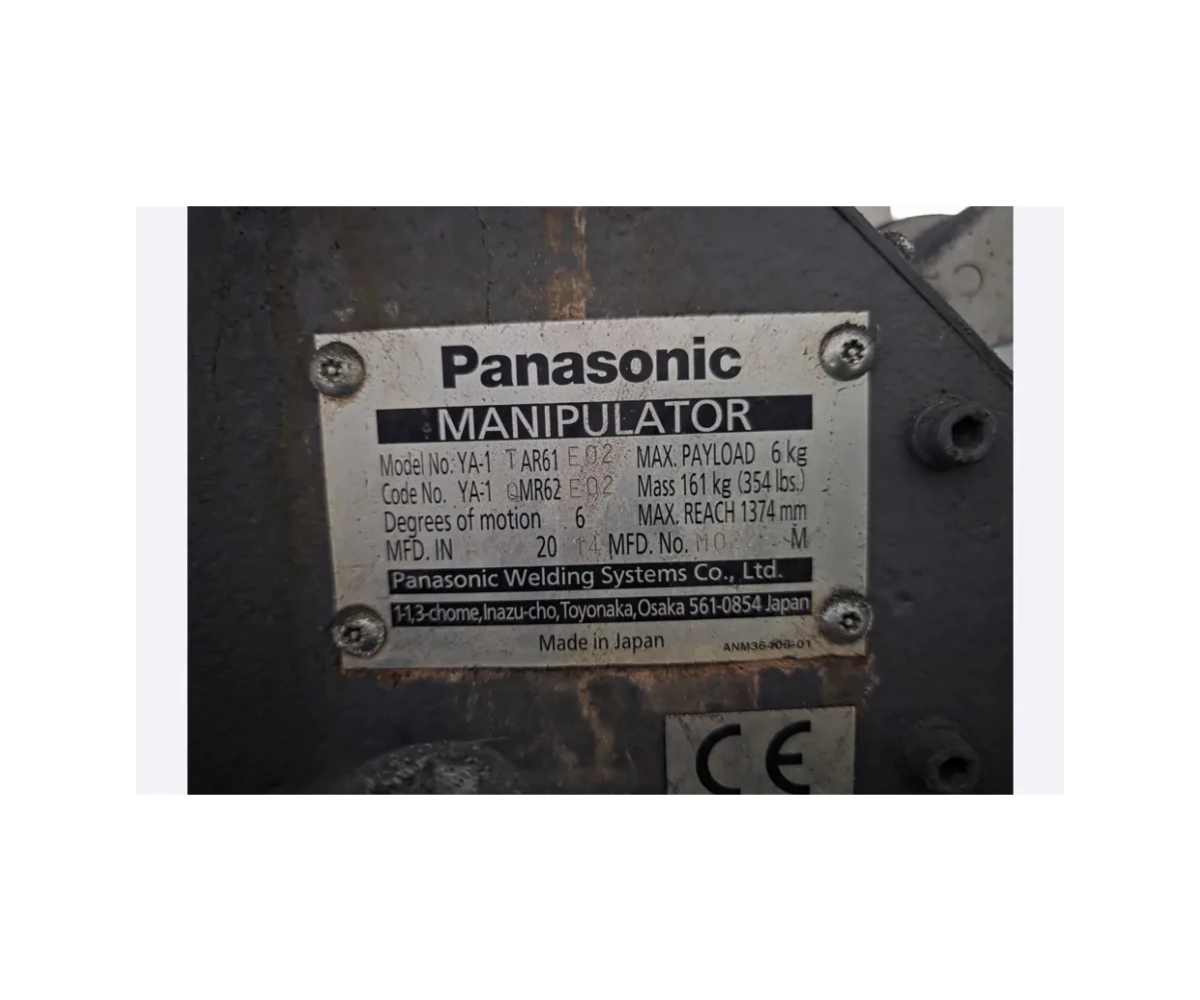 Panasonic
MANIPULATOR
Model No. YA-1 TAR61 E02 MAX. PAYLOAD 6 kg
Code No. YA-1 QMR62 E02 Mass 161 kg (354 lbs.)
Degrees of motion 6 MAX. REACH 1374 mm
MFD. IN 20 14 MFD. No. M
Panasonic Welding Systems Co., Ltd.
1-1,3-chome,Inazu-cho,Toyonaka,Osaka 561-0854 Japan
Made in Japan ANM36406-01
CE